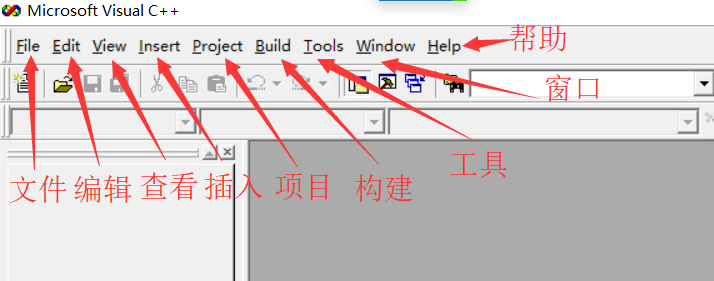 Microsoft Visual C++
File Edit View Insert Project Build Tools Window Help
帮助
窗口
工具
文件 编辑 查看 插入 项目 构建